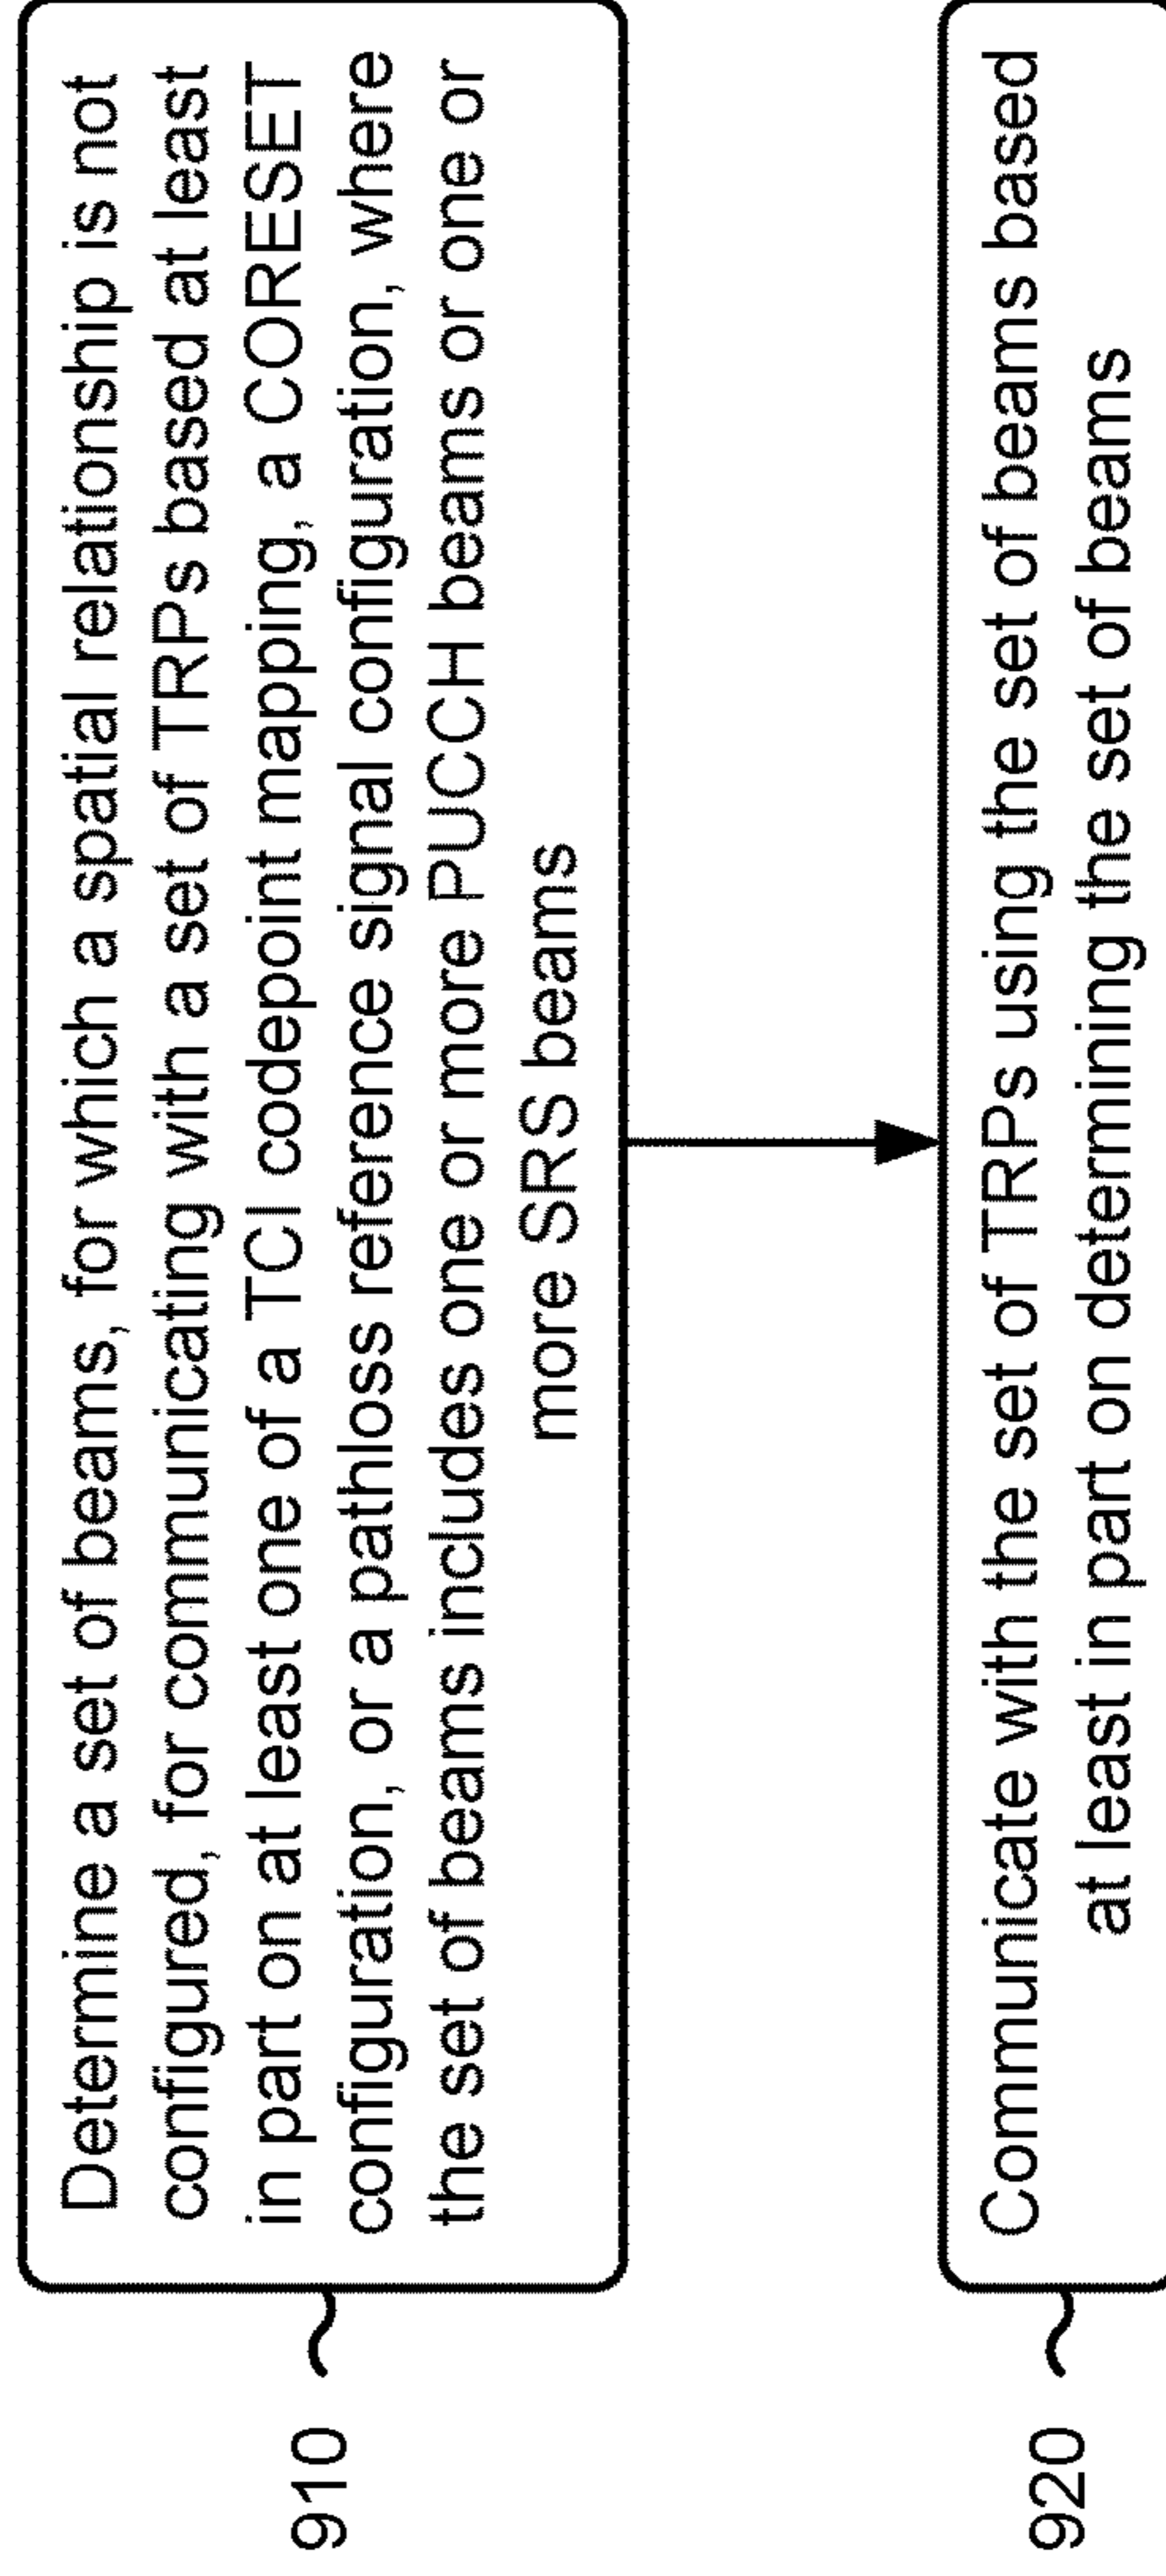 910
Determine a set of beams, for which a spatial relationship is not
configured, for communicating with a set of TRPs based at least
in part on at least one of a TCI codepoint mapping, a CORESET
configuration, or a pathloss reference signal configuration, where
the set of beams includes one or more PUCCH beams or one or
more SRS beams
920
Communicate with the set of TRPs using the set of beams based
at least in part on determining the set of beams